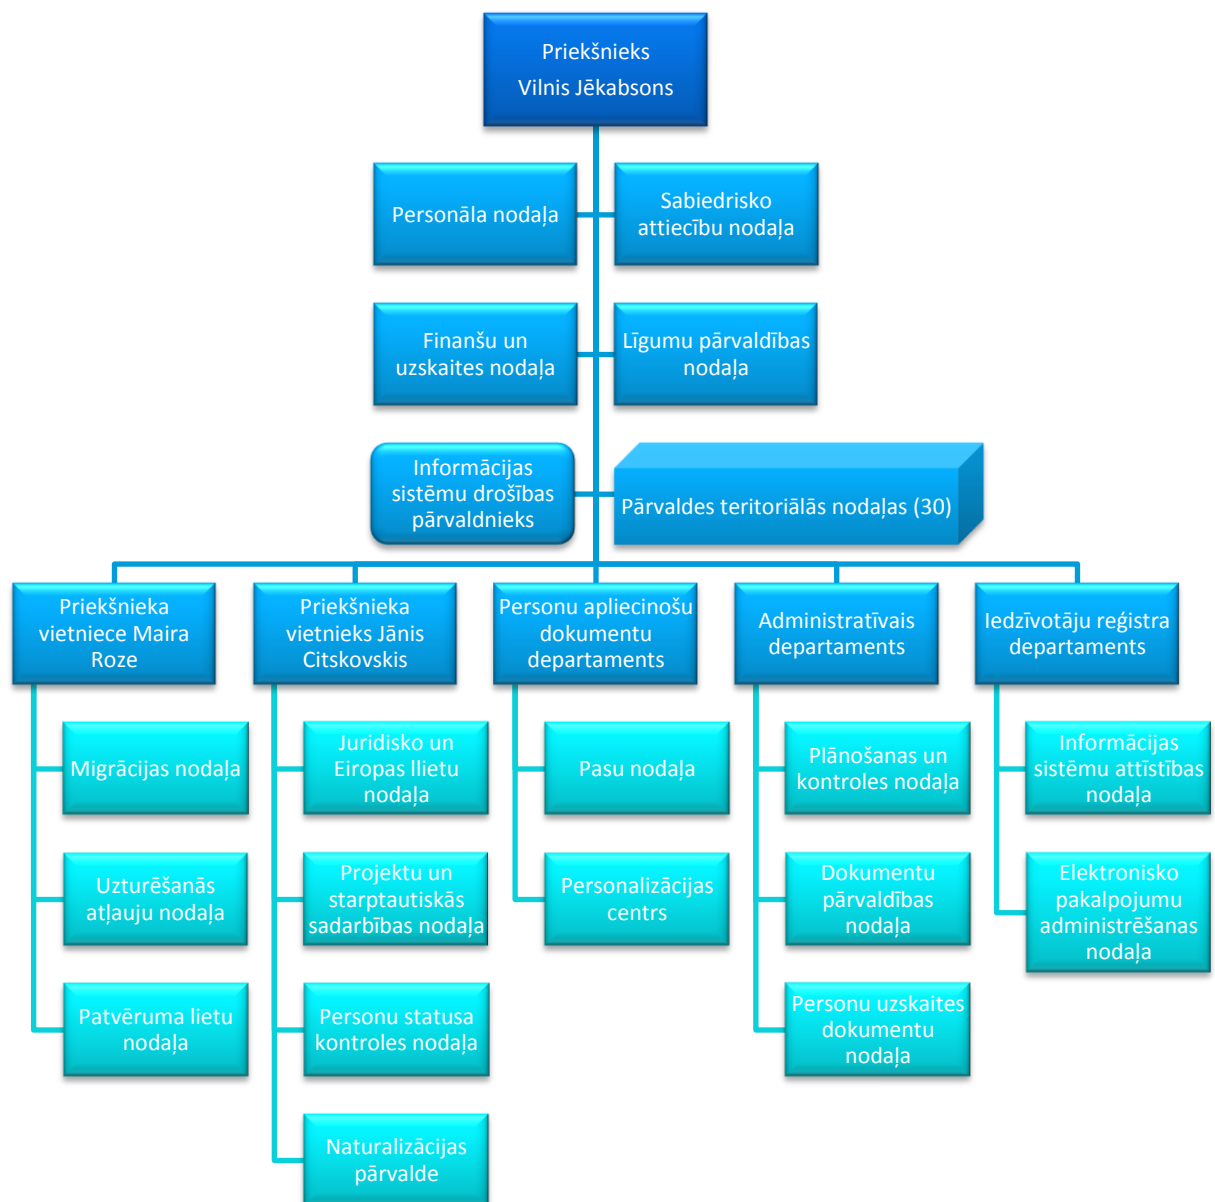 Priekšnieks
Vilnis Jēkabsons
Personāla nodaļa
Sabiedrisko
attiecību nodaļa
Finanšu un
uzskaites nodaļa
Līgumu pārvaldības
nodaļa
Informācijas
sistēmu drošības
pārvaldnieks
Pārvaldes teritoriālās nodaļas (30)
Priekšnieka
vietniece Maira
Roze
Priekšnieka
vietnieks Jānis
Citskovskis
Personu apliecinošu
dokumentu
departaments
Administratīvais
departaments
Iedzīvotāju reģistra
departaments
Migrācijas nodaļa
Uzturēšanās
atļauju nodaļa
Patvēruma lietu
nodaļa
Juridisko un
Eiropas llietu
nodaļa
Projektu un
starptautiskās
sadarbības nodaļa
Personu statusa
kontroles nodaļa
Naturalizācijas
pārvalde
Pasu nodaļa
Personalizācijas
centrs
Plānošanas un
kontroles nodaļa
Dokumentu
pārvaldības
nodaļa
Personu uzskaites
dokumentu
nodaļa
Informācijas
sistēmu attīstības
nodaļa
Elektronisko
pakalpojumu
administrēšanas
nodaļa